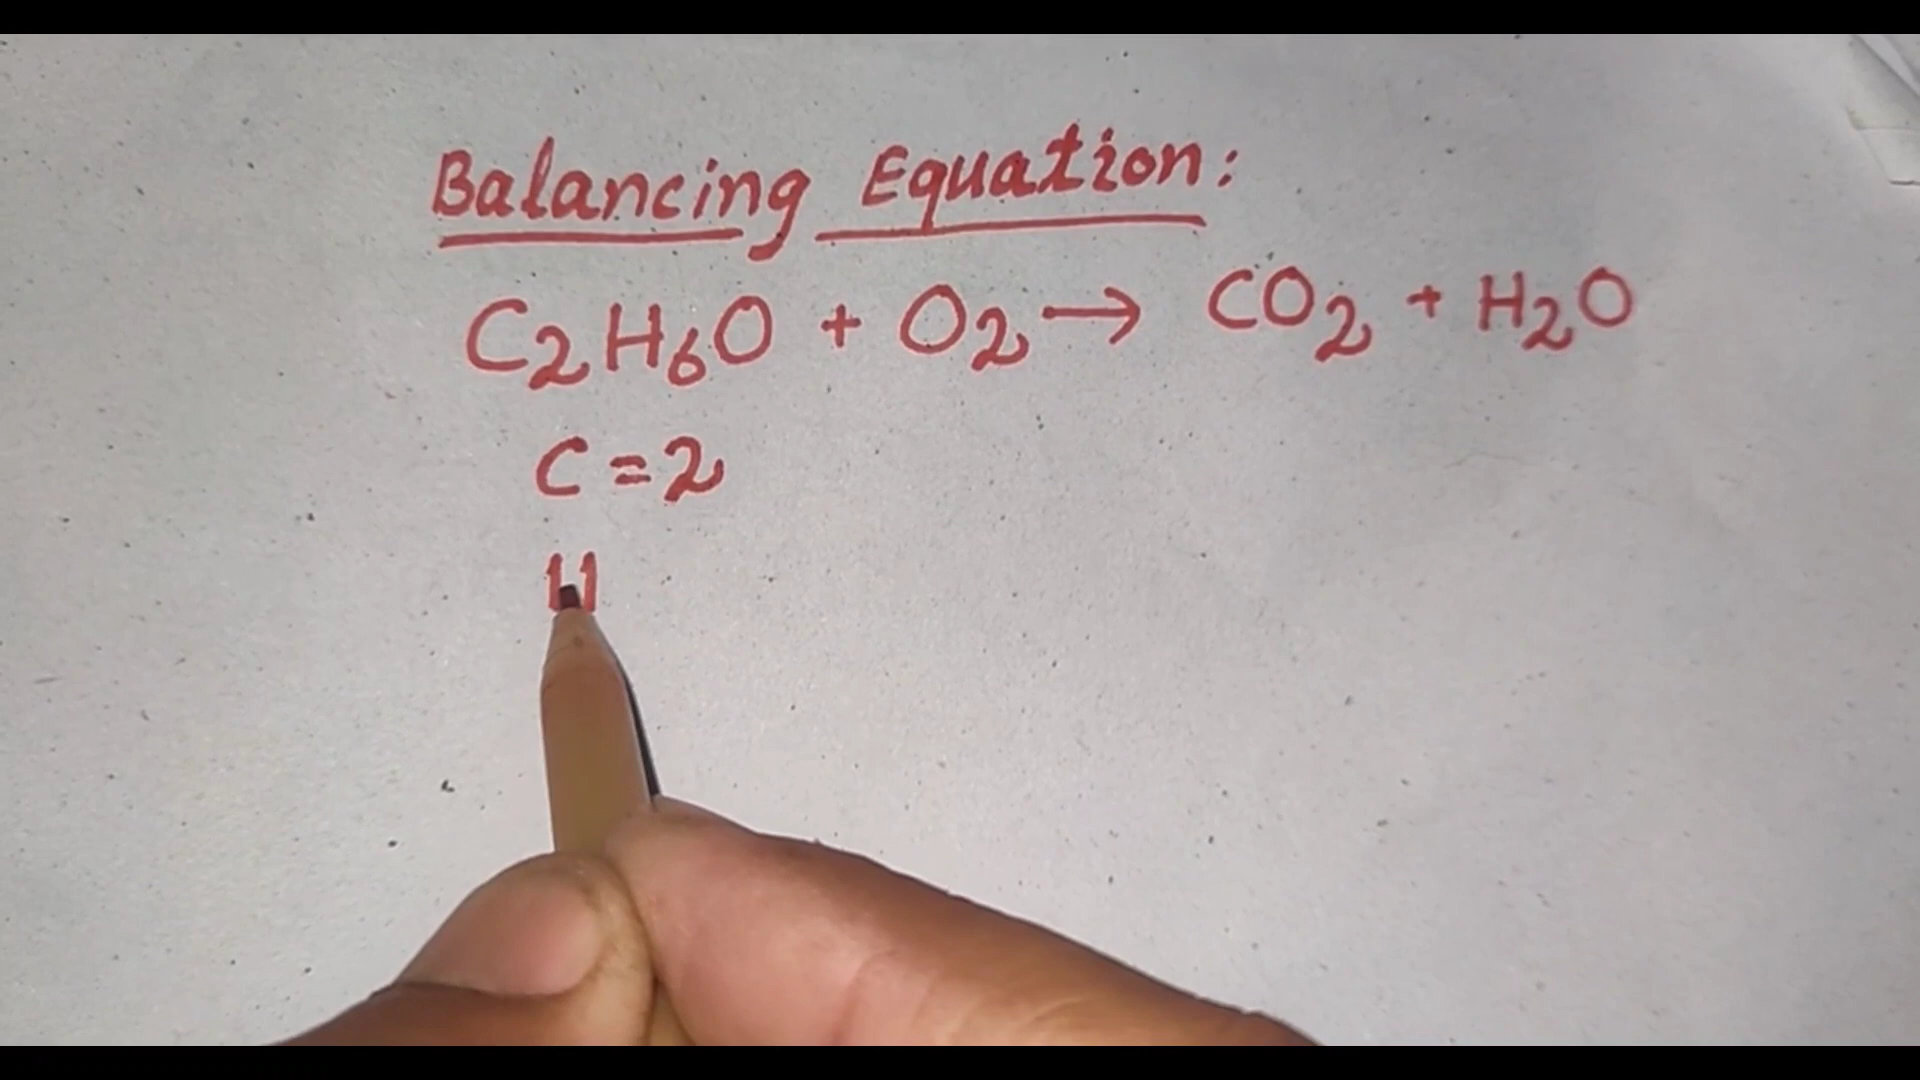 Balancing Equation:
C₂H₆O + O₂ → CO₂ + H₂O
C = 2
H